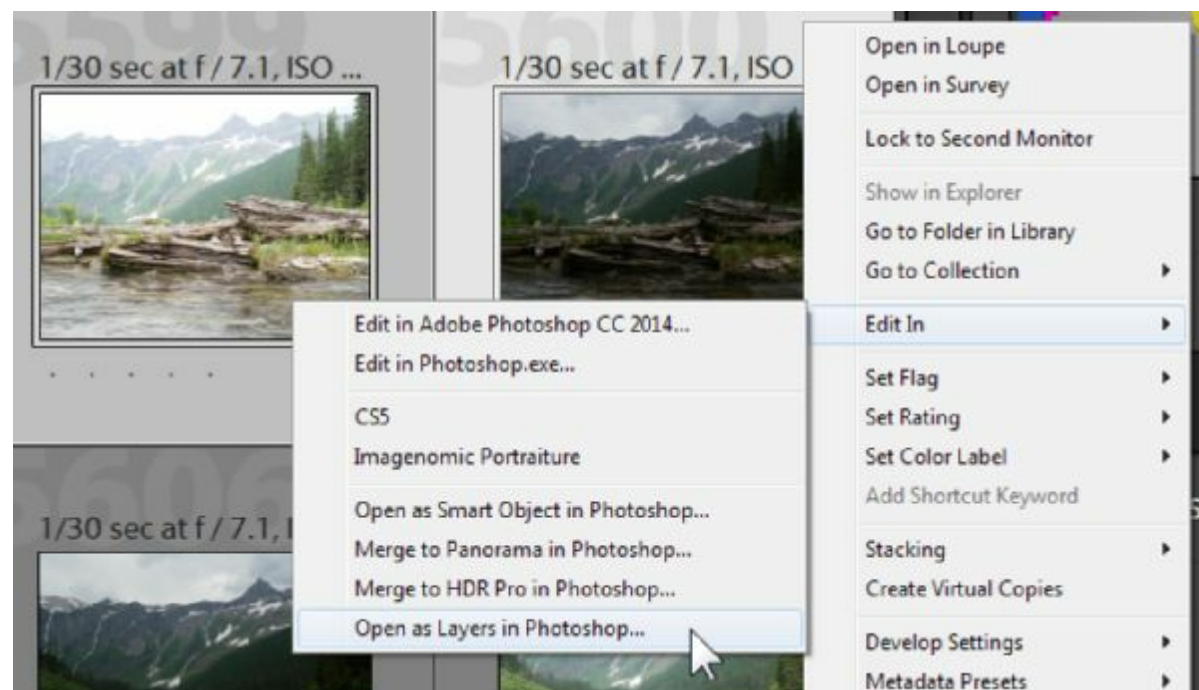 5599
5600
1/30 sec at f / 7.1, ISO ...
1/30 sec at f / 7.1, ISO
Open in Loupe
Open in Survey
Lock to Second Monitor
Show in Explorer
Go to Folder in Library
Go to Collection
Edit In
Set Flag
Set Rating
Set Color Label
Add Shortcut Keyword
Stacking
Create Virtual Copies
Develop Settings
Metadata Presets
Edit in Adobe Photoshop CC 2014...
Edit in Photoshop.exe...
CS5
Imagenomic Portraiture
Open as Smart Object in Photoshop...
Merge to Panorama in Photoshop...
Merge to HDR Pro in Photoshop...
Open as Layers in Photoshop...
5606
1/30 sec at f / 7.1, I